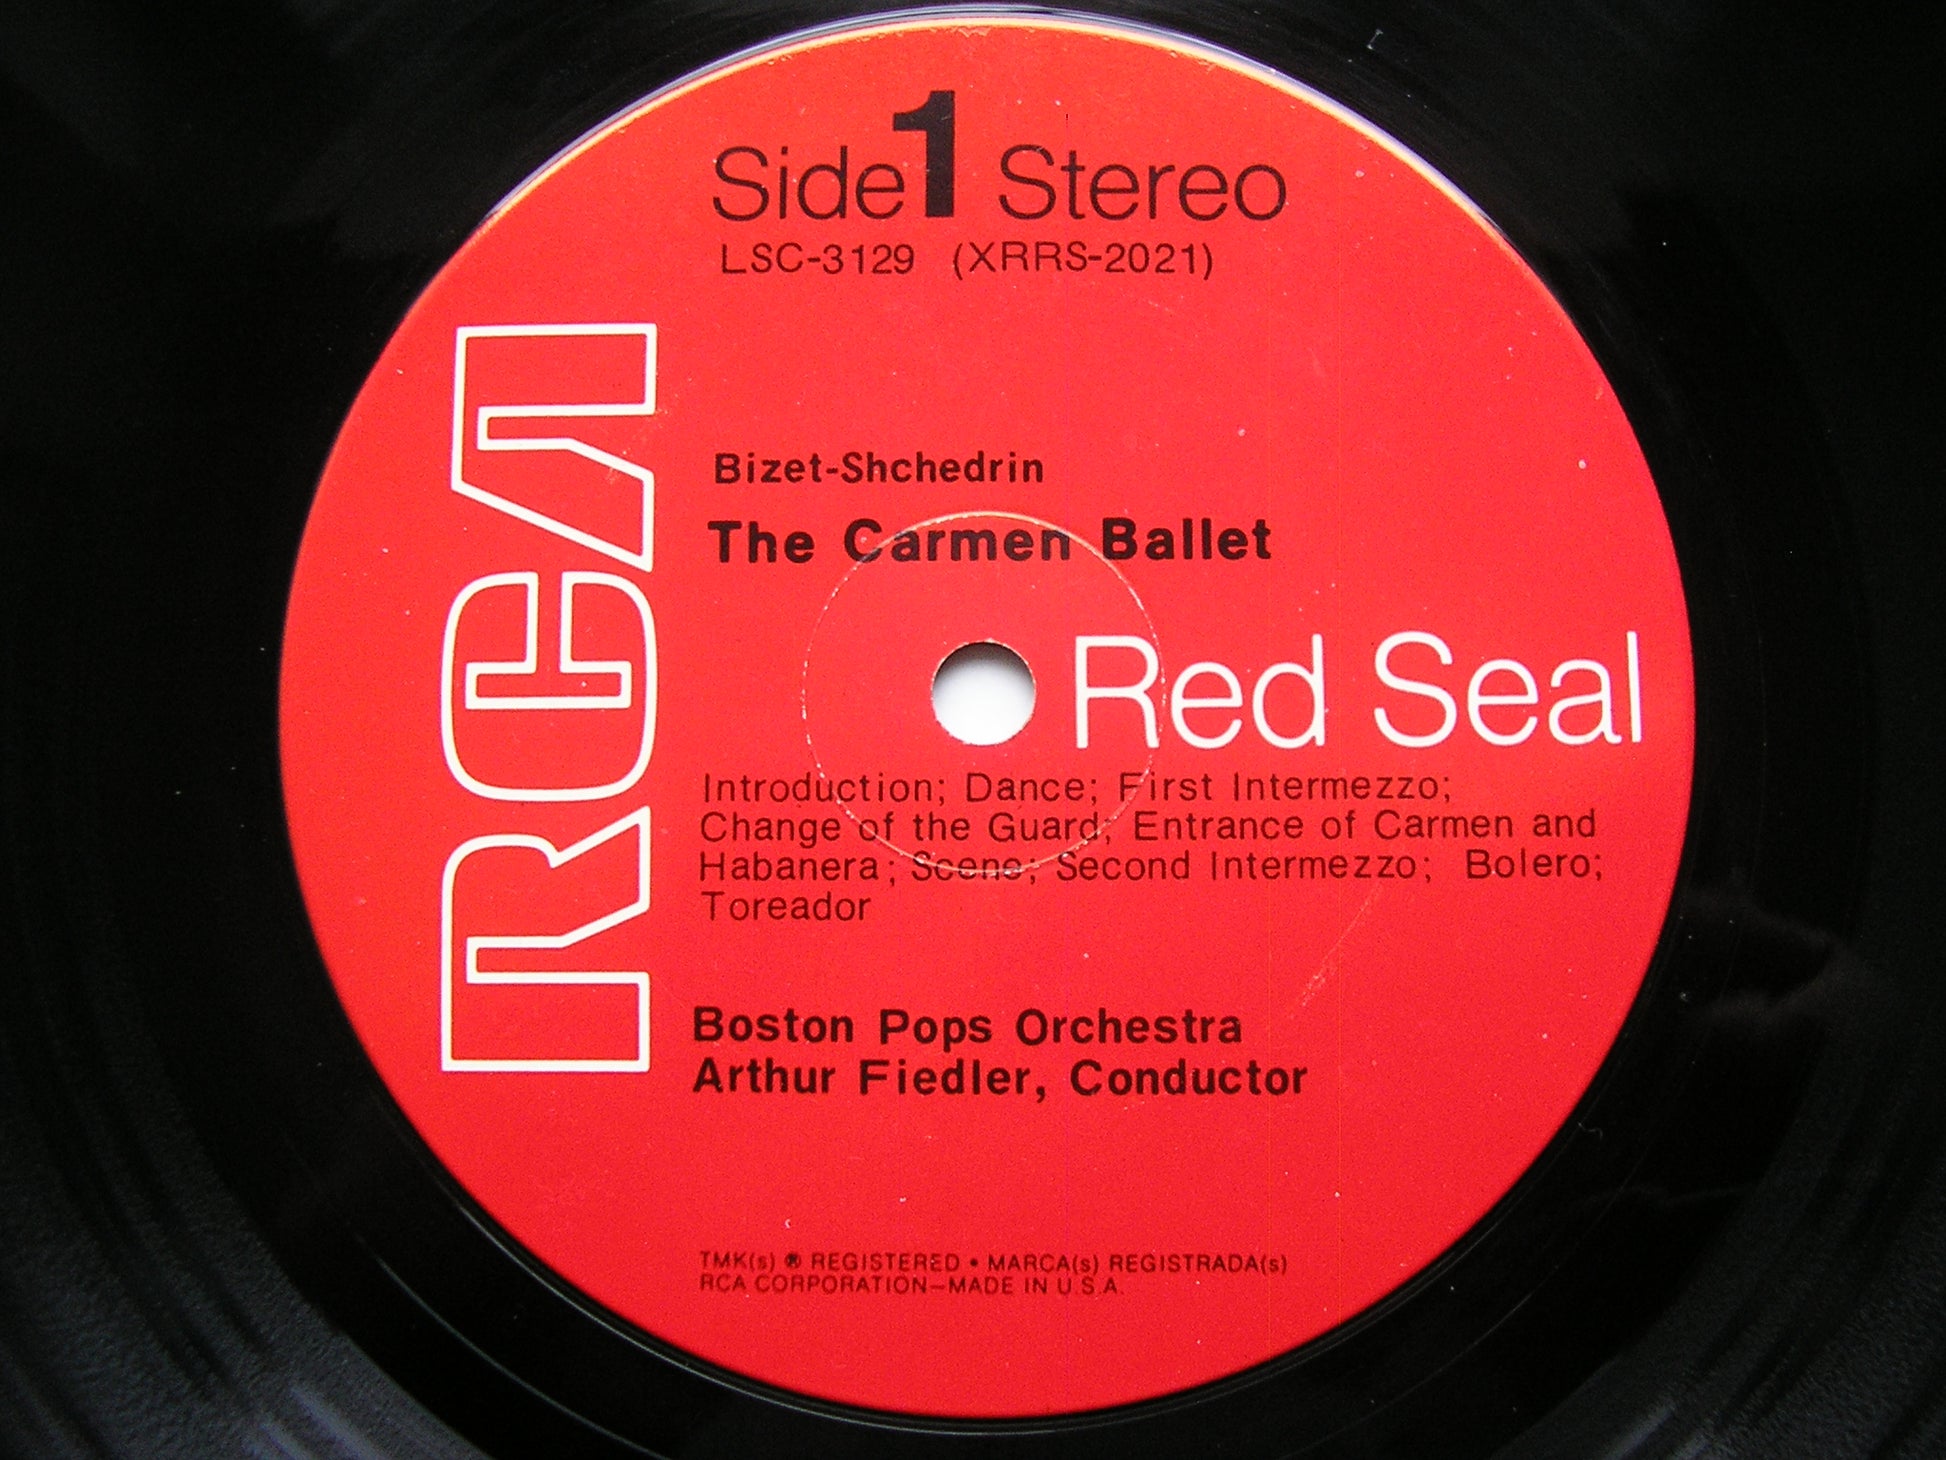 Side 1 Stereo
LSC-3129 (XRRS-2021)
RCA
Bizet-Shchedrin
The Carmen Ballet
Red Seal
Introduction; Dance; First Intermezzo;
Change of the Guard; Entrance of Carmen and
Habanera; Scene; Second Intermezzo; Bolero;
Toreador
Boston Pops Orchestra
Arthur Fiedler, Conductor
TMK(s) ® REGISTERED • MARCA(s) REGISTRADA(s)
RCA CORPORATION—MADE IN U.S.A.